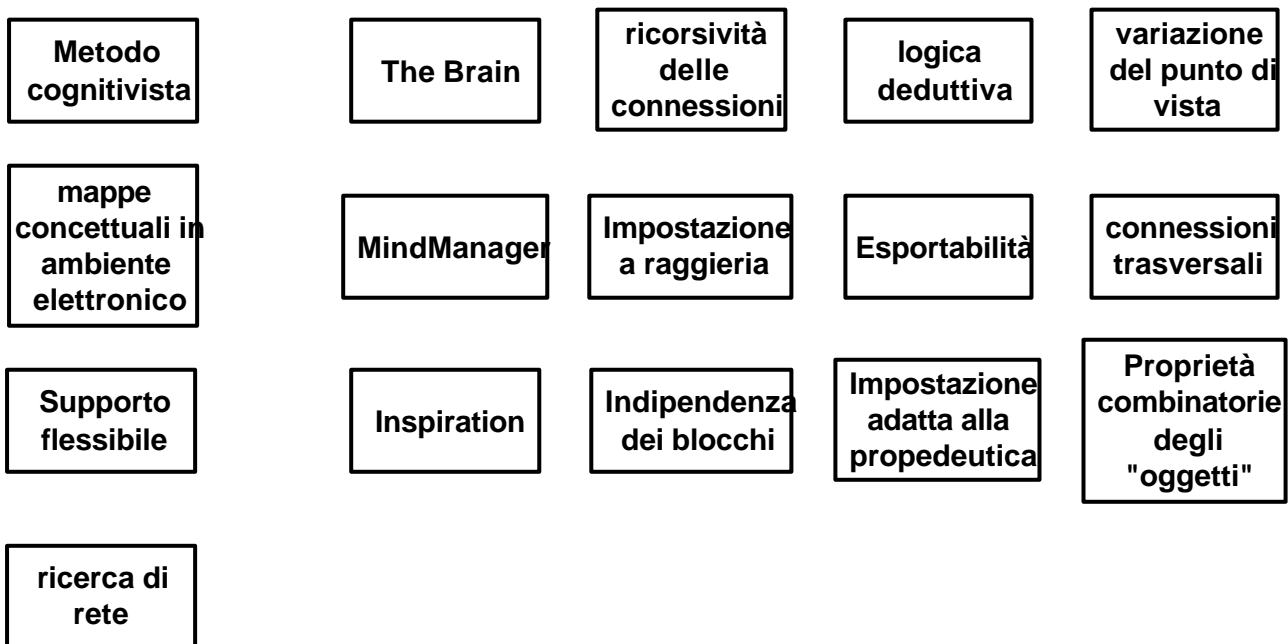 Metodo
cognitivista
The Brain
ricorsività
delle
connessioni
logica
deduttiva
variazione
del punto di
vista
mappe
concettuali in
ambiente
elettronico
MindManager
Impostazione
a raggieria
Esportabilità
connessioni
trasversali
Supporto
flessibile
Inspiration
Indipendenza
dei blocchi
Impostazione
adatta alla
propedeutica
Proprietà
combinatorie
degli
"oggetti"
ricerca di
rete